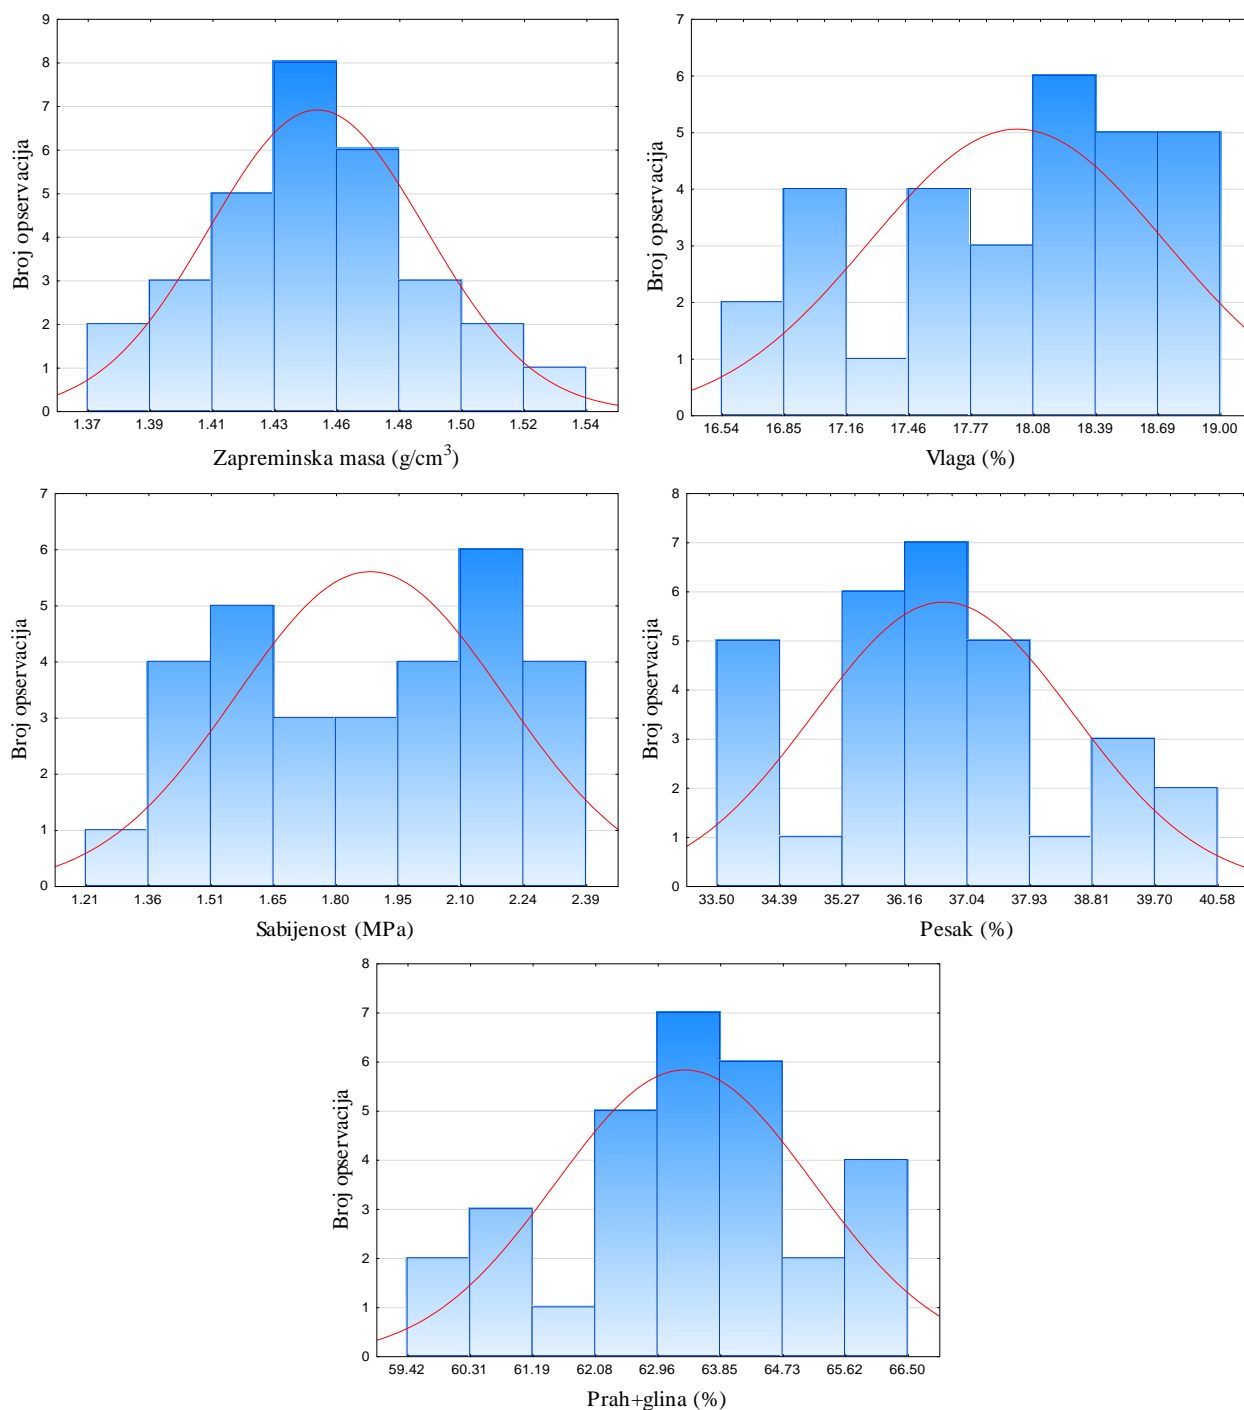 9
8
7
6
5
4
3
2
1
0
Broj opservacija
1.37 1.39 1.41 1.43 1.46 1.48 1.50 1.52 1.54
Zapreminska masa (g/cm³)
7
6
5
4
3
2
1
0
Broj opservacija
16.54 16.85 17.16 17.46 17.77 18.08 18.39 18.69 19.00
Vlaga (%)
7
6
5
4
3
2
1
0
Broj opservacija
1.21 1.36 1.51 1.65 1.80 1.95 2.10 2.24 2.39
Sabijenost (MPa)
8
7
6
5
4
3
2
1
0
Broj opservacija
33.50 34.39 35.27 36.16 37.04 37.93 38.81 39.70 40.58
Pesak (%)
8
7
6
5
4
3
2
1
0
Broj opservacija
59.42 60.31 61.19 62.08 62.96 63.85 64.73 65.62 66.50
Prah+glina (%)